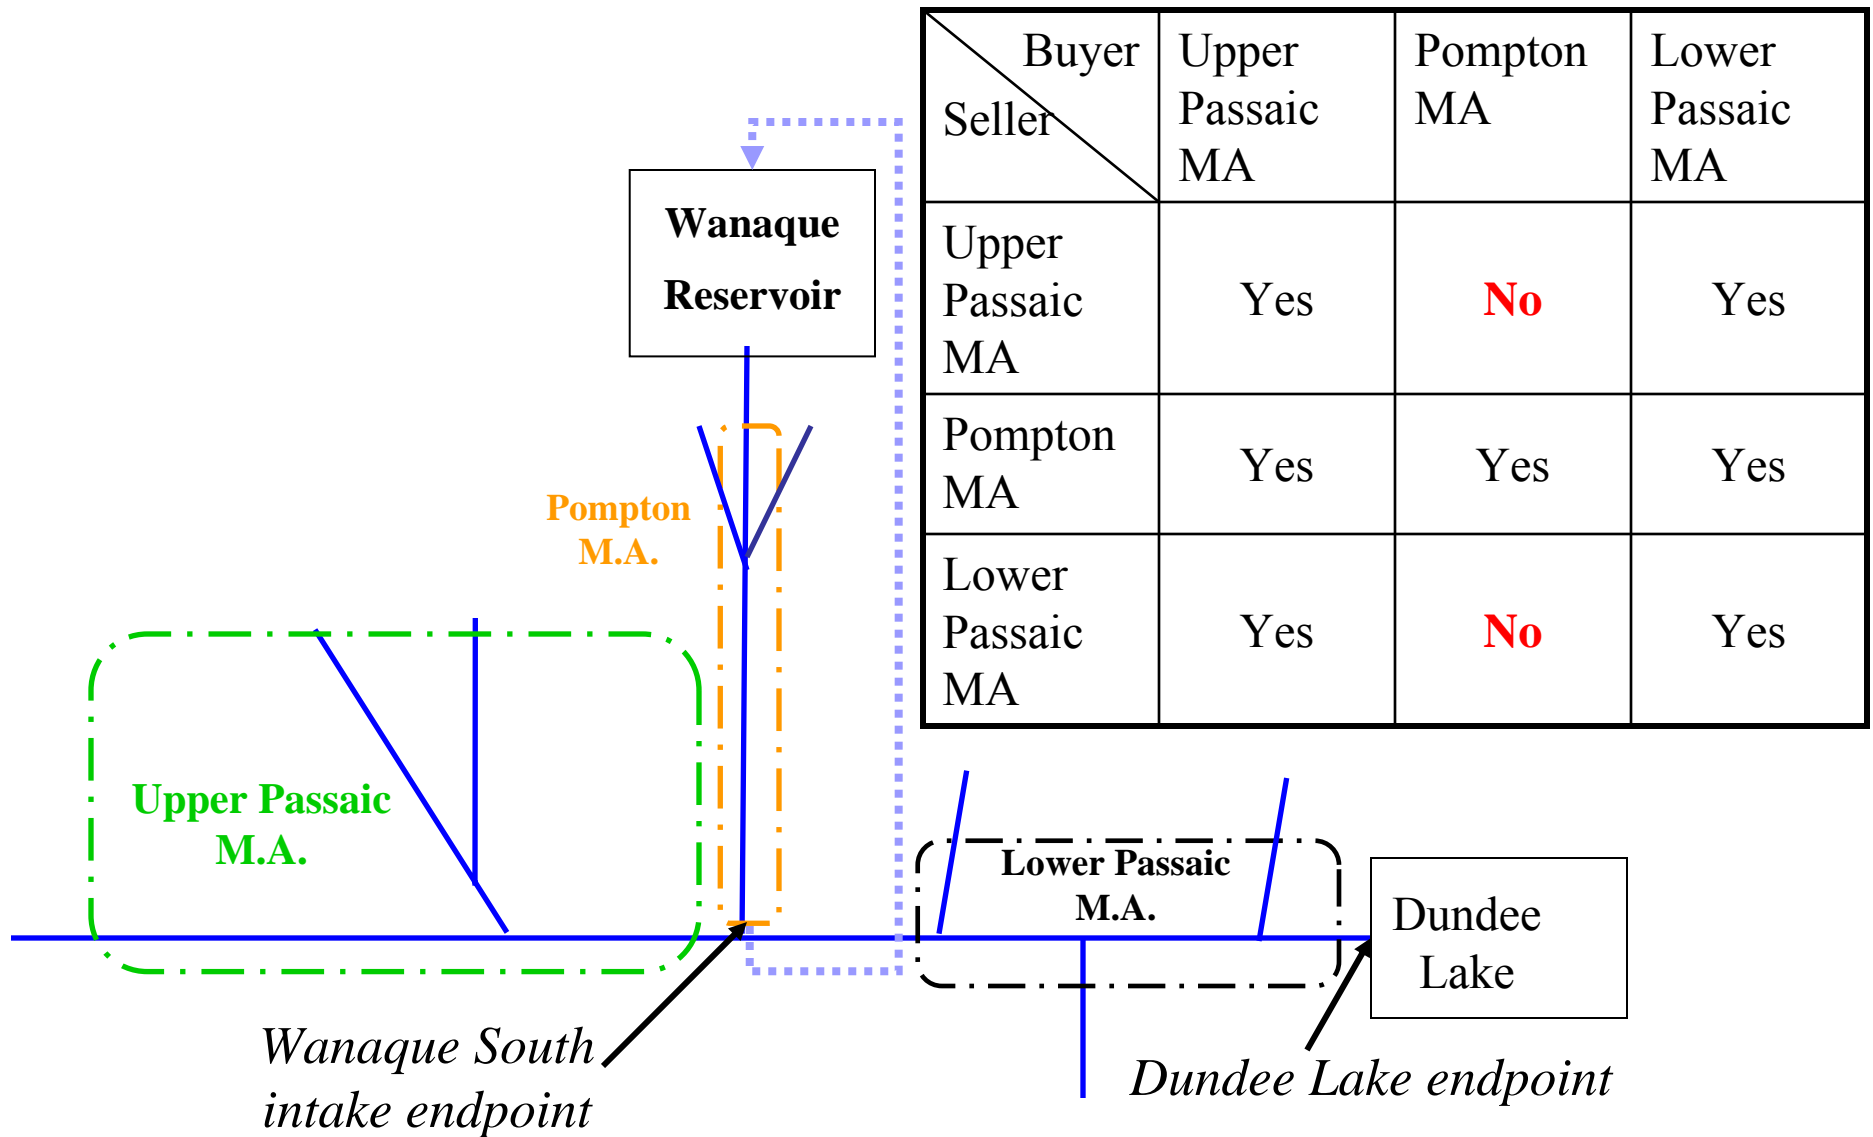 Buyer
Seller
Upper
Passaic
MA
Pompton
MA
Lower
Passaic
MA
Upper
Passaic
MA
Yes
No
Yes
Pompton
MA
Yes
Yes
Yes
Lower
Passaic
MA
Yes
No
Yes
Wanaque
Reservoir
Pompton
M.A.
Upper Passaic
M.A.
Lower Passaic
M.A.
Dundee
Lake
Wanaque South
intake endpoint
Dundee Lake endpoint